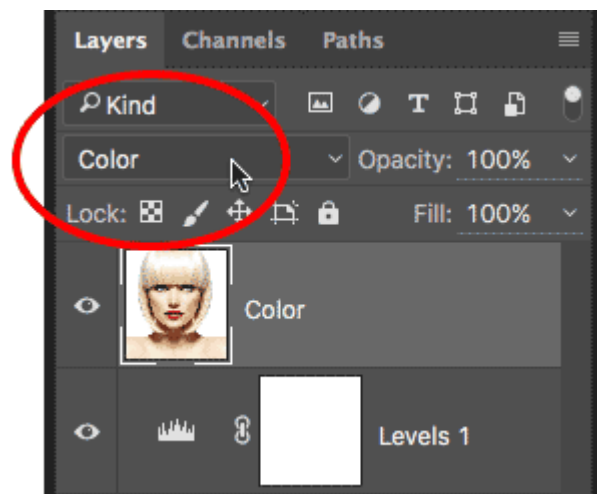 Layers Channels Paths
Kind
Color Opacity: 100%
Lock: Fill: 100%
Color
Levels 1